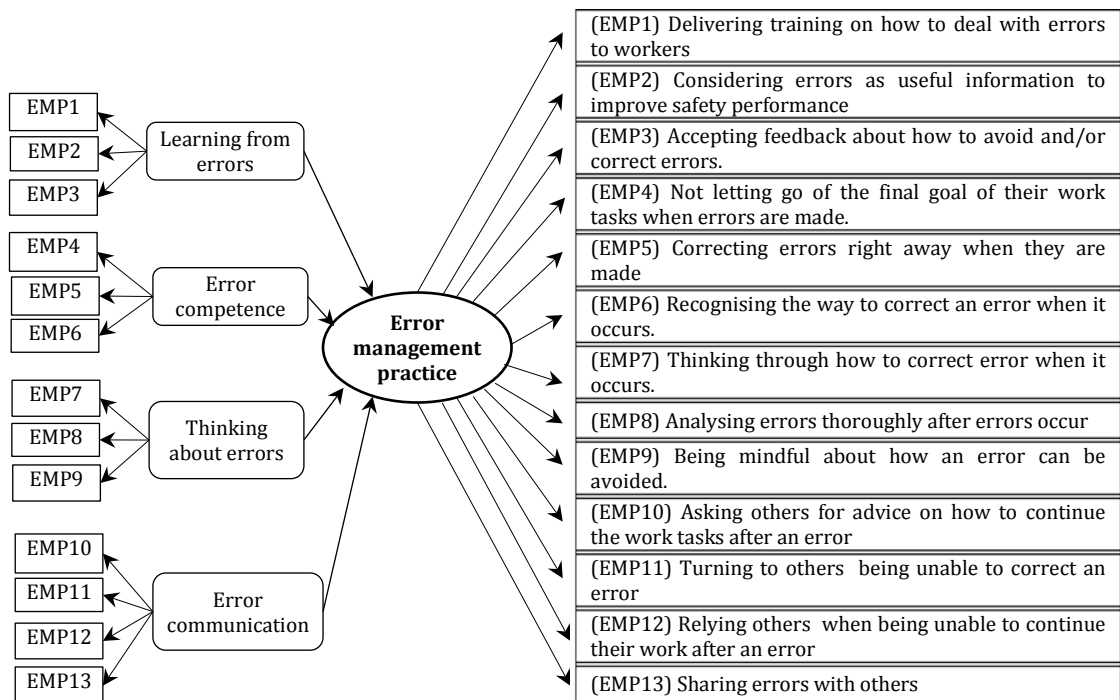 EMP1
EMP2
EMP3
Learning from
errors
EMP4
EMP5
EMP6
Error
competence
EMP7
EMP8
EMP9
Thinking
about errors
EMP10
EMP11
EMP12
EMP13
Error
communication
Error
management
practice
(EMP1) Delivering training on how to deal with errors
to workers
(EMP2) Considering errors as useful information to
improve safety performance
(EMP3) Accepting feedback about how to avoid and/or
correct errors.
(EMP4) Not letting go of the final goal of their work
tasks when errors are made.
(EMP5) Correcting errors right away when they are
made
(EMP6) Recognising the way to correct an error when it
occurs.
(EMP7) Thinking through how to correct error when it
occurs.
(EMP8) Analysing errors thoroughly after errors occur
(EMP9) Being mindful about how an error can be
avoided.
(EMP10) Asking others for advice on how to continue
the work tasks after an error
(EMP11) Turning to others being unable to correct an
error
(EMP12) Relying others when being unable to continue
their work after an error
(EMP13) Sharing errors with others